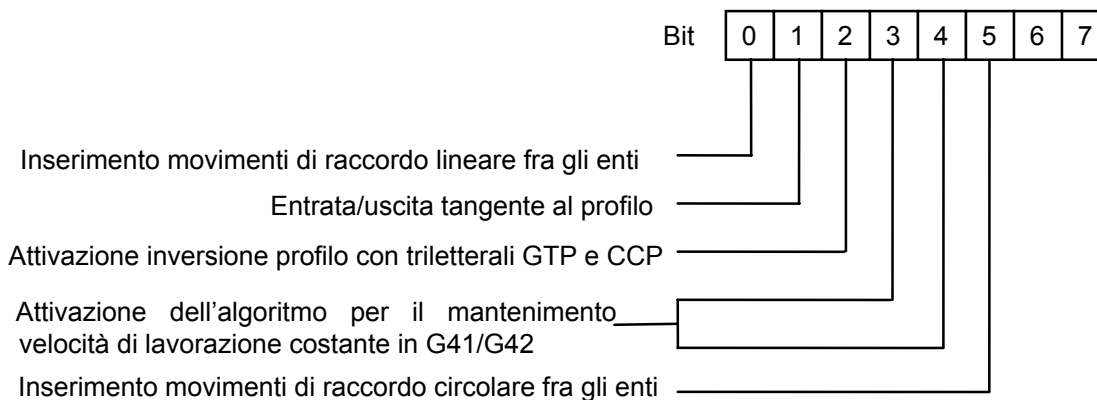 Bit 0 1 2 3 4 5 6 7
Inserimento movimenti di raccordo lineare fra gli enti
Entrata/uscita tangente al profilo
Attivazione inversione profilo con triletterali GTP e CCP
Attivazione dell’algoritmo per il mantenimento
velocità di lavorazione costante in G41/G42
Inserimento movimenti di raccordo circolare fra gli enti